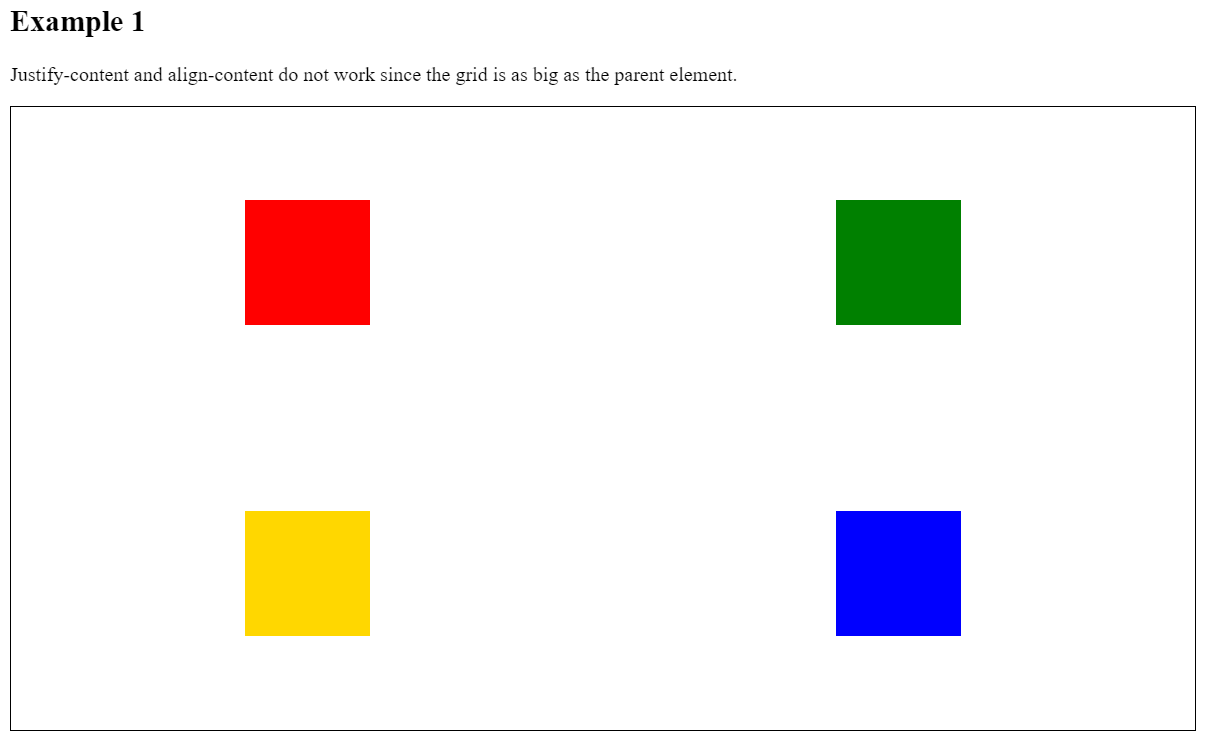 Example 1
Justify-content and align-content do not work since the grid is as big as the parent element.